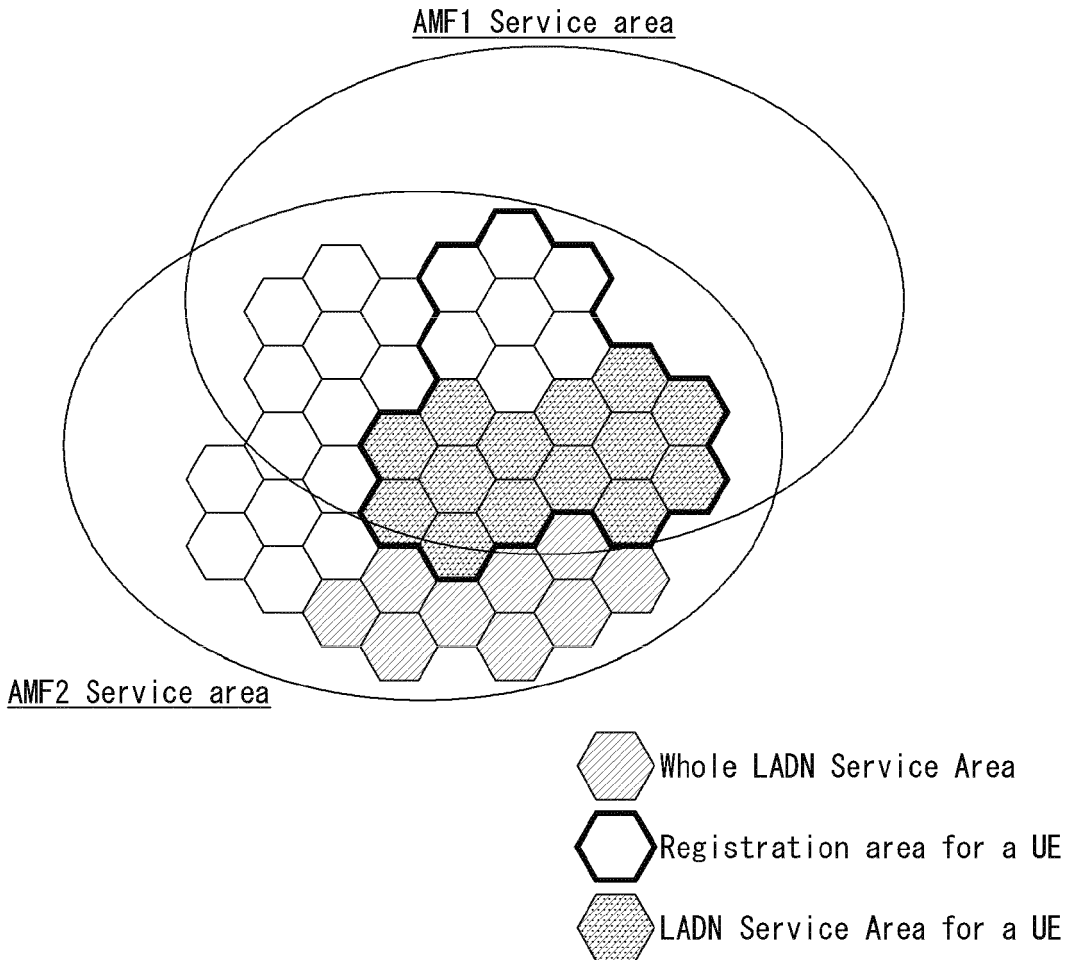 AMF1 Service area
AMF2 Service area
Whole LADN Service Area
Registration area for a UE
LADN Service Area for a UE